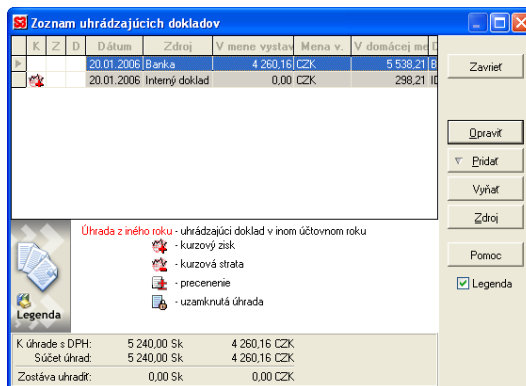 Zoznam uhrádzajúcich dokladov
K Z D Dátum Zdroj V mene vystav Mena v. V domácej me D
20.01.2006 Banka 4 260,16 CZK 5 538,21 B
20.01.2006 Interný doklad 0,00 CZK 298,21 ID
Zavrieť
Opraviť
Pridať
Vyňať
Zdroj
Pomoc
Legenda
Úhrada z iného roku - uhrádzajúci doklad v inom účtovnom roku
- kurzový zisk
- kurzová strata
- precenenie
- uzamknutá úhrada
Legenda
K úhrade s DPH: 5 240,00 Sk 4 260,16 CZK
Súčet úhrad: 5 240,00 Sk 4 260,16 CZK
Zostáva uhradiť: 0,00 Sk 0,00 CZK